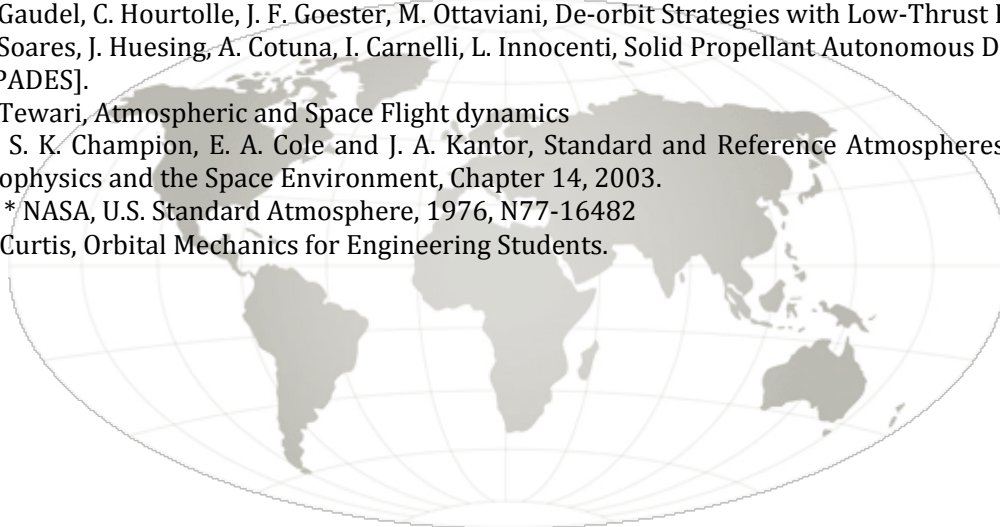 Gaudel, C. Hourtolle, J. F. Goester, M. Ottaviani, De-orbit Strategies with Low-Thrust
Soares, J. Huesing, A. Cotuna, I. Carnelli, L. Innocenti, Solid Propellant Autonomous D
PADES].
Tewari, Atmospheric and Space Flight dynamics
S. K. Champion, E. A. Cole and J. A. Kantor, Standard and Reference Atmospheres
ophysics and the Space Environment, Chapter 14, 2003.
* NASA, U.S. Standard Atmosphere, 1976, N77-16482
Curtis, Orbital Mechanics for Engineering Students.